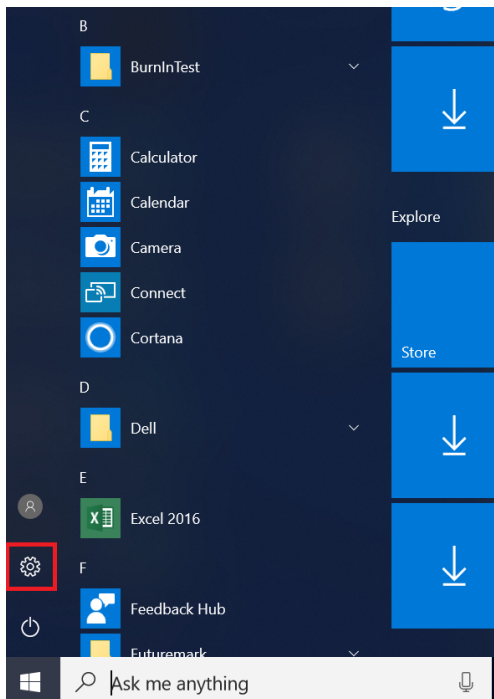 B
BurnInTest
C
Calculator
Calendar
Camera
Connect
Cortana
D
Dell
E
Excel 2016
F
Feedback Hub
Futuremark
Explore
Store
Ask me anything